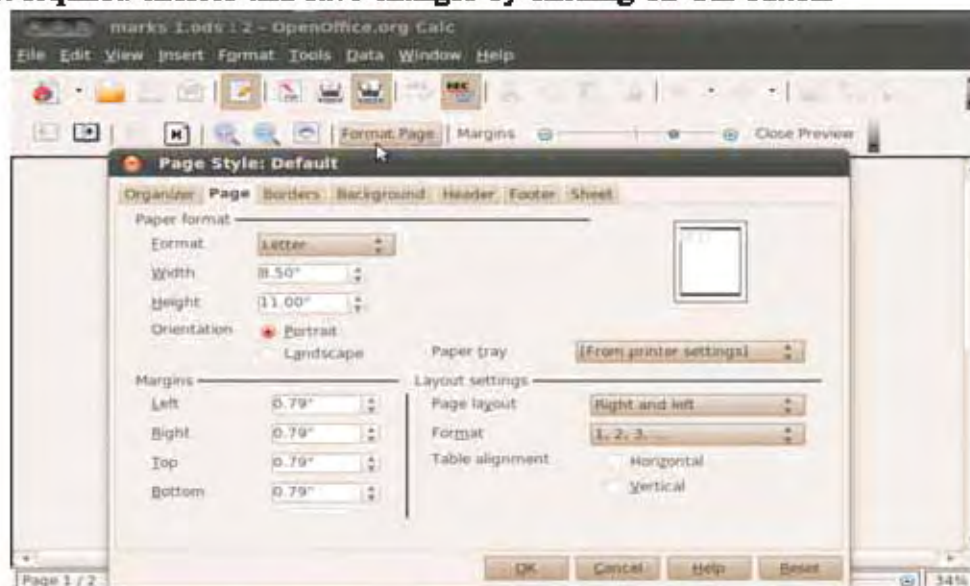 marks 1.ods : 2 - OpenOffice.org Calc
File Edit View Insert Format Tools Data Window Help
Format Page Margins Close Preview
Page Style: Default
Organizer Page Borders Background Header Footer Sheet
Paper format
Format Letter
Width 8.50"
Height 11.00"
Orientation Portrait
Landscape
Paper tray [From printer settings]
Margins
Layout settings
Left 0.79"
Page layout Right and left
Right 0.79"
Format 1, 2, 3, ...
Top 0.79"
Table alignment Horizontal
Vertical
Bottom 0.79"
OK Cancel Help Reset
Page 1 / 2 34%